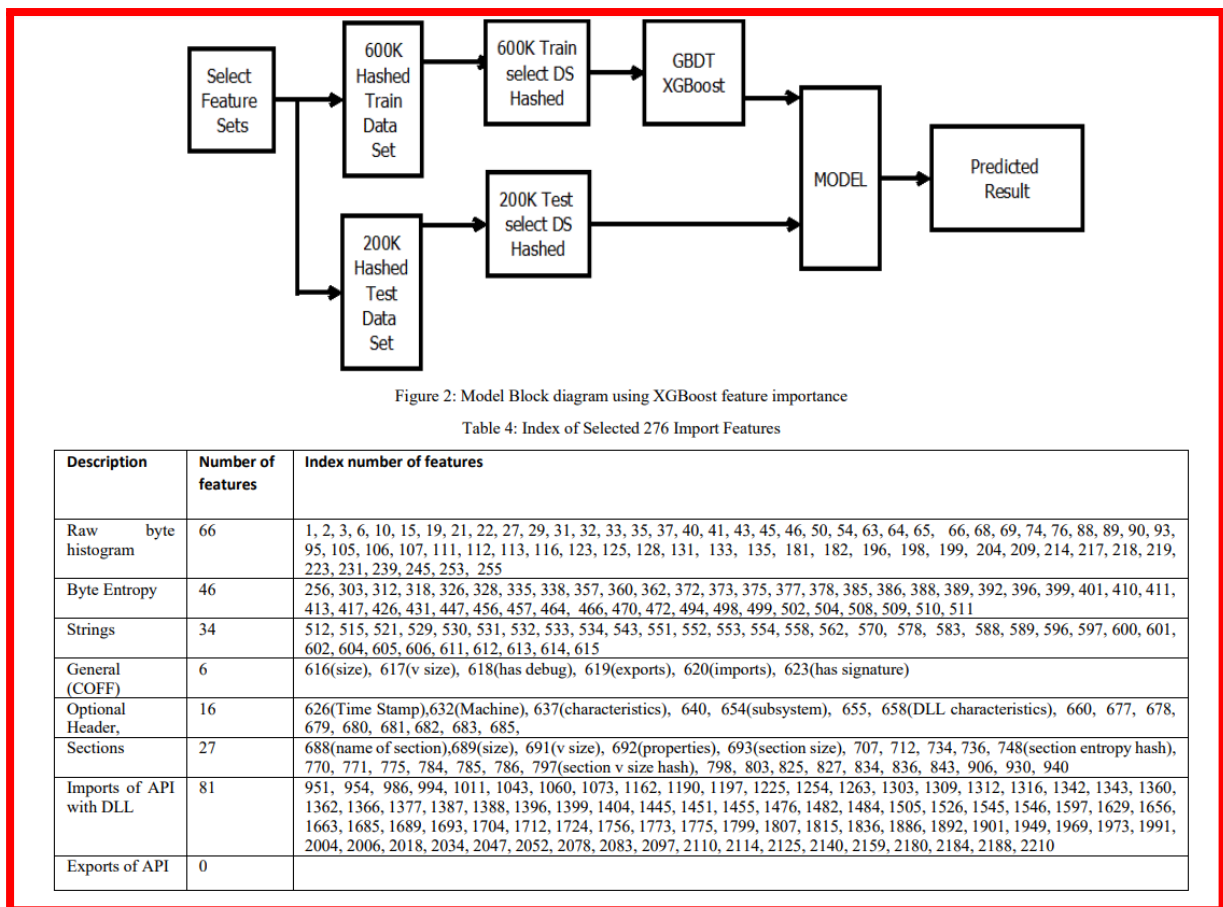 Select
Feature
Sets
600K
Hashed
Train
Data
Set
600K Train
select DS
Hashed
GBDT
XGBoost
200K
Hashed
Test
Data
Set
200K Test
select DS
Hashed
MODEL
Predicted
Result
Figure 2: Model Block diagram using XGBoost feature importance
Table 4: Index of Selected 276 Import Features
Description Number of features Index number of features
Raw byte histogram 66 1, 2, 3, 6, 10, 15, 19, 21, 22, 27, 29, 31, 32, 33, 35, 37, 40, 41, 43, 45, 46, 50, 54, 63, 64, 65, 66, 68, 69, 74, 76, 88, 89, 90, 93,
95, 105, 106, 107, 111, 112, 113, 116, 123, 125, 128, 131, 133, 135, 181, 182, 196, 198, 199, 204, 209, 214, 217, 218, 219,
223, 231, 239, 245, 253, 255
Byte Entropy 46 256, 303, 312, 318, 326, 328, 335, 338, 357, 360, 362, 372, 373, 375, 377, 378, 385, 386, 388, 389, 392, 396, 399, 401, 410, 411,
413, 417, 426, 431, 447, 456, 457, 464, 466, 470, 472, 494, 498, 499, 502, 504, 508, 509, 510, 511
Strings 34 512, 515, 521, 529, 530, 531, 532, 533, 534, 543, 551, 552, 553, 554, 558, 562, 570, 578, 583, 588, 589, 596, 597, 600, 601,
602, 604, 605, 606, 611, 612, 613, 614, 615
General (COFF) 6 616(size), 617(v size), 618(has debug), 619(exports), 620(imports), 623(has signature)
Optional Header, 16 626(Time Stamp),632(Machine), 637(characteristics), 640, 654(subsystem), 655, 658(DLL characteristics), 660, 677, 678,
679, 680, 681, 682, 683, 685,
Sections 27 688(name of section),689(size), 691(v size), 692(properties), 693(section size), 707, 712, 734, 736, 748(section entropy hash),
770, 771, 775, 784, 785, 786, 797(section v size hash), 798, 803, 825, 827, 834, 836, 843, 906, 930, 940
Imports of API with DLL 81 951, 954, 986, 994, 1011, 1043, 1060, 1073, 1162, 1190, 1197, 1225, 1254, 1263, 1303, 1309, 1312, 1316, 1342, 1343, 1360,
1362, 1366, 1377, 1387, 1388, 1396, 1399, 1404, 1445, 1451, 1455, 1476, 1482, 1484, 1505, 1526, 1545, 1546, 1597, 1629, 1656,
1663, 1685, 1689, 1693, 1704, 1712, 1724, 1756, 1773, 1775, 1799, 1807, 1815, 1836, 1886, 1892, 1901, 1949, 1969, 1973, 1991,
2004, 2006, 2018, 2034, 2047, 2052, 2078, 2083, 2097, 2110, 2114, 2125, 2140, 2159, 2180, 2184, 2188, 2210
Exports of API 0